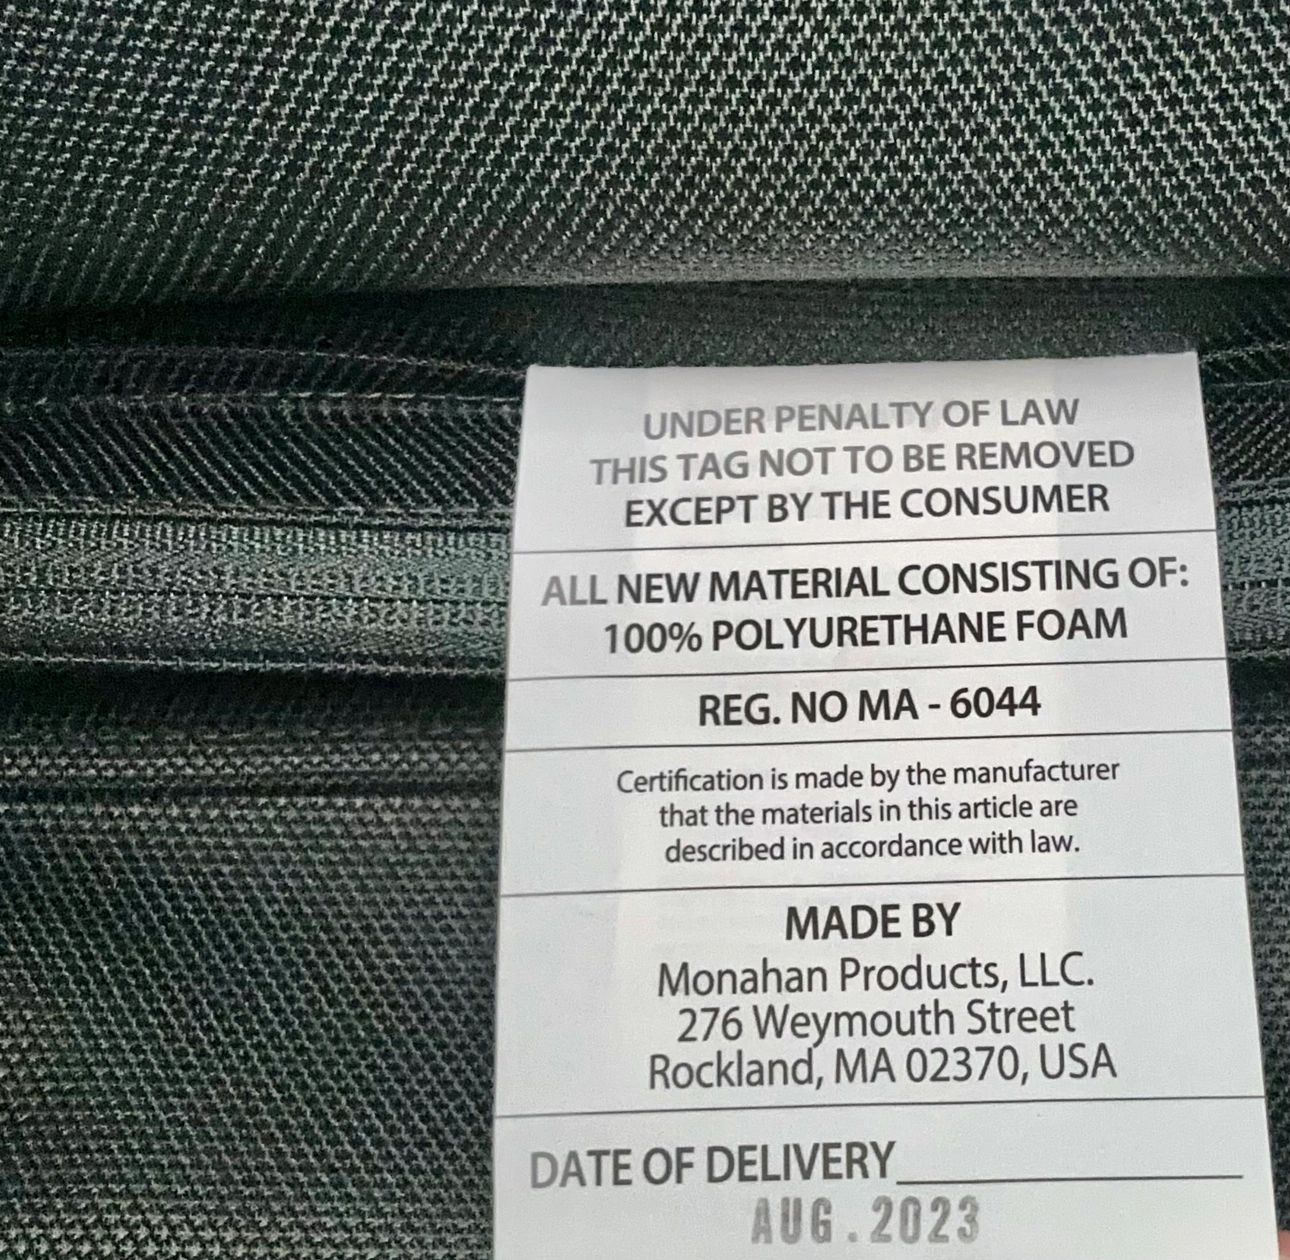 UNDER PENALTY OF LAW
THIS TAG NOT TO BE REMOVED
EXCEPT BY THE CONSUMER
ALL NEW MATERIAL CONSISTING OF:
100% POLYURETHANE FOAM
REG. NO MA - 6044
Certification is made by the manufacturer
that the materials in this article are
described in accordance with law.
MADE BY
Monahan Products, LLC.
276 Weymouth Street
Rockland, MA 02370, USA
DATE OF DELIVERY
AUG.2023